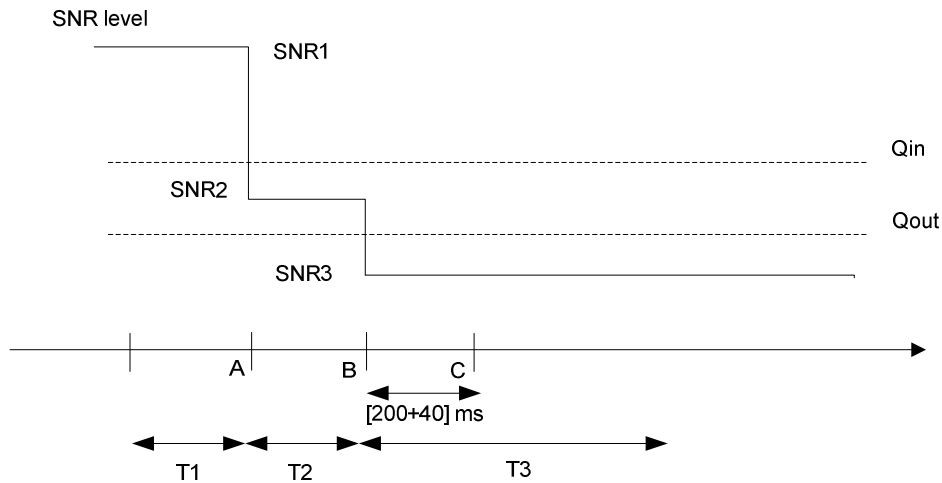 SNR level
SNR1
Qin
SNR2
Qout
SNR3
A
B
C
[200+40] ms
T1
T2
T3